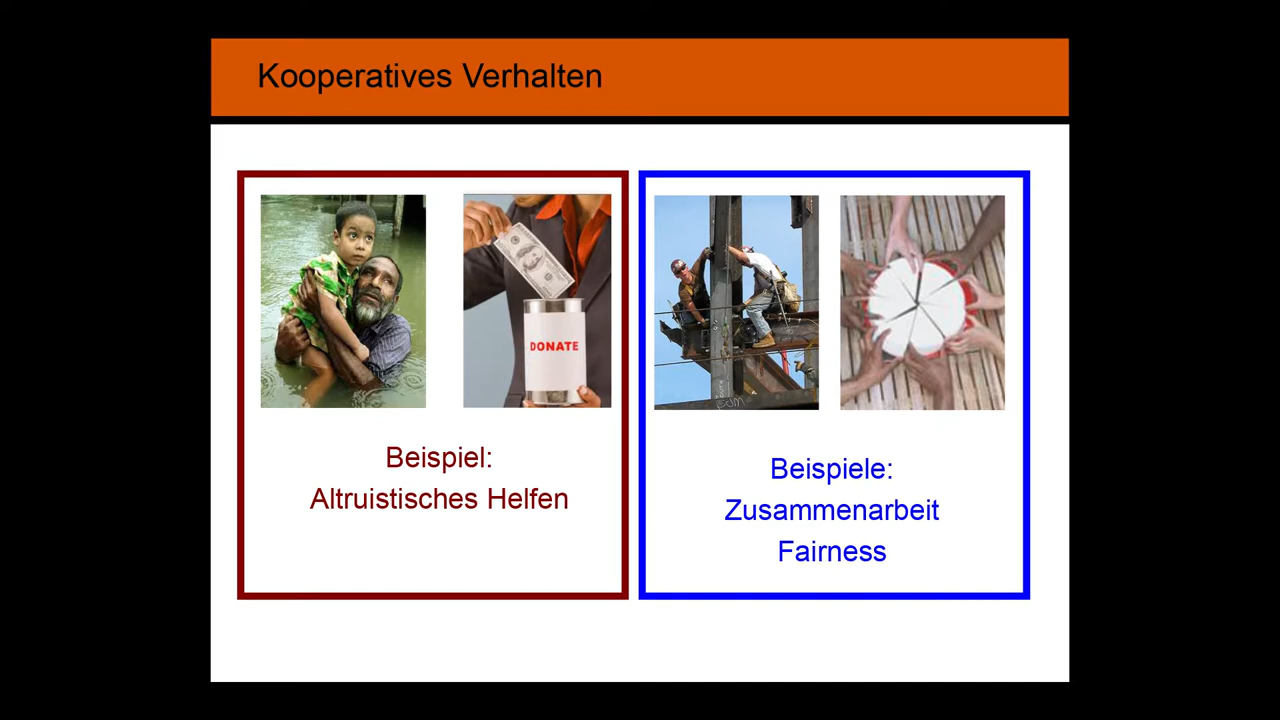 Kooperatives Verhalten
DONATE
Beispiel:
Altruistisches Helfen
Beispiele:
Zusammenarbeit
Fairness